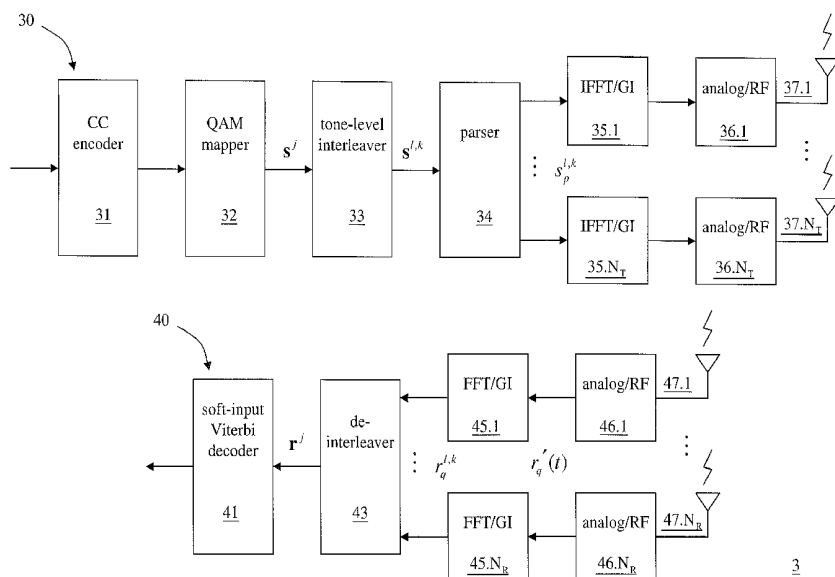 30
CC
encoder
31
QAM
mapper
32
s^j
tone-level
interleaver
33
s^{l,k}
parser
34
⋮ s_p^{l,k}
IFFT/GI
35.1
analog/RF
36.1
37.1
⋮
IFFT/GI
35.N_T
analog/RF
36.N_T
37.N_T
40
soft-input
Viterbi
decoder
41
r^j
de-
interleaver
43
⋮ r_q^{l,k}
FFT/GI
45.1
r_q′(t) ⋮
analog/RF
46.1
47.1
⋮
FFT/GI
45.N_R
analog/RF
46.N_R
47.N_R
3